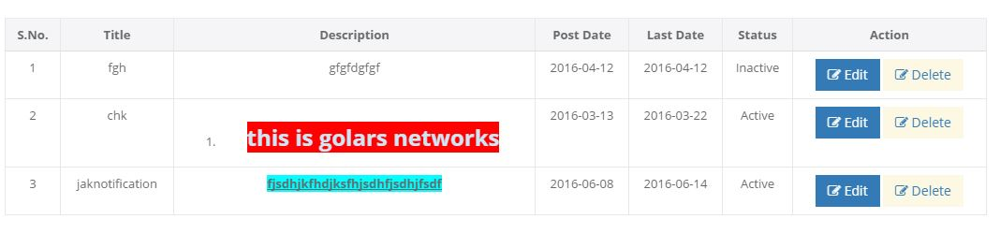 S.No. Title Description Post Date Last Date Status Action
1 fgh gfgfdgfgf 2016-04-12 2016-04-12 Inactive Edit Delete
2 chk 1. this is golars networks 2016-03-13 2016-03-22 Active Edit Delete
3 jaknotification fjsdhjkfhdjksfhjsdhfjsdhjfsdf 2016-06-08 2016-06-14 Active Edit Delete